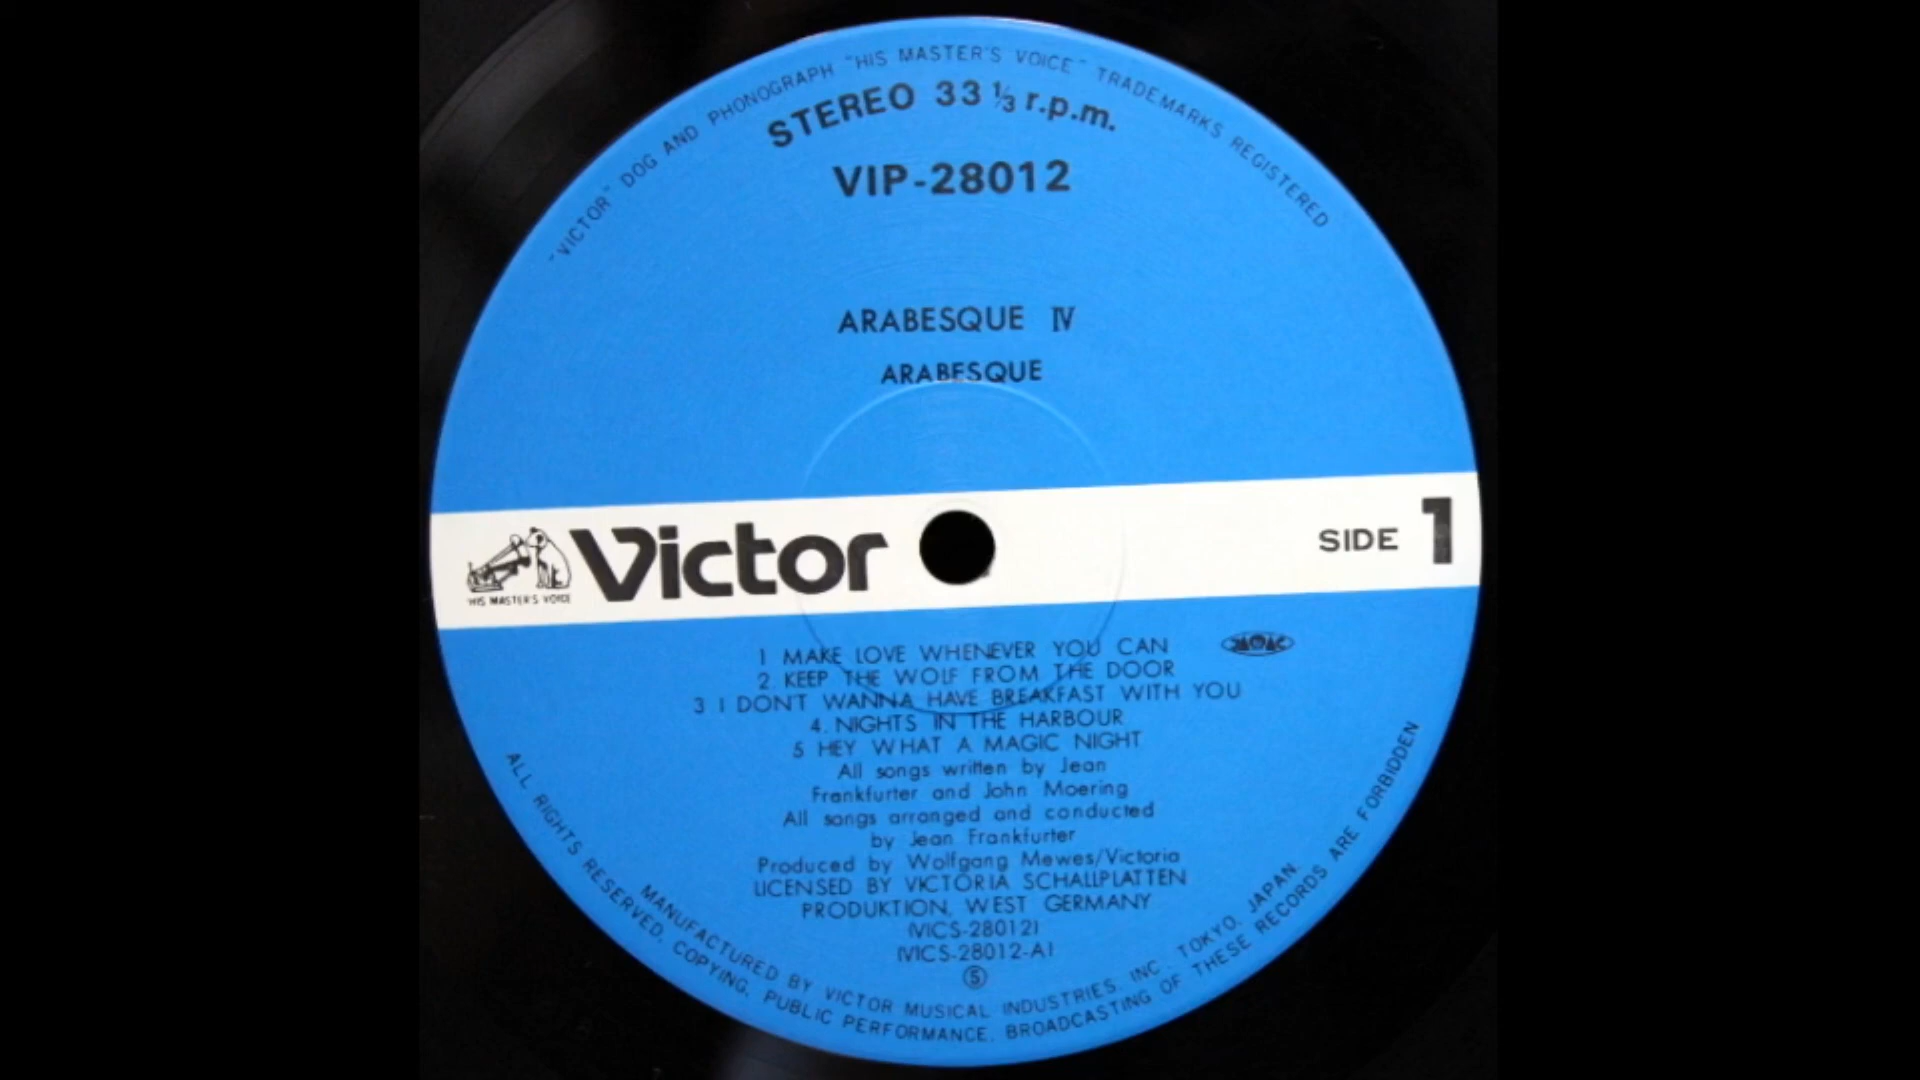 "VICTOR" DOG AND PHONOGRAPH "HIS MASTER'S VOICE" TRADEMARKS REGISTERED
STEREO 33 ⅓ r.p.m.
VIP-28012
ARABESQUE Ⅳ
ARABESQUE
"HIS MASTER'S VOICE"
Victor
SIDE 1
1 MAKE LOVE WHENEVER YOU CAN
2. KEEP THE WOLF FROM THE DOOR
3 I DON'T WANNA HAVE BREAKFAST WITH YOU
4. NIGHTS IN THE HARBOUR
5 HEY WHAT A MAGIC NIGHT
All songs written by Jean
Frankfurter and John Moering
All songs arranged and conducted
by Jean Frankfurter
Produced by Wolfgang Mewes/Victoria
LICENSED BY VICTORIA SCHALLPLATTEN
PRODUKTION, WEST GERMANY
(VICS-28012)
(VICS-28012-A)
Ⓢ
MANUFACTURED BY VICTOR MUSICAL INDUSTRIES, INC. TOKYO, JAPAN.
ALL RIGHTS RESERVED, COPYING, PUBLIC PERFORMANCE, BROADCASTING OF THESE RECORDS ARE FORBIDDEN